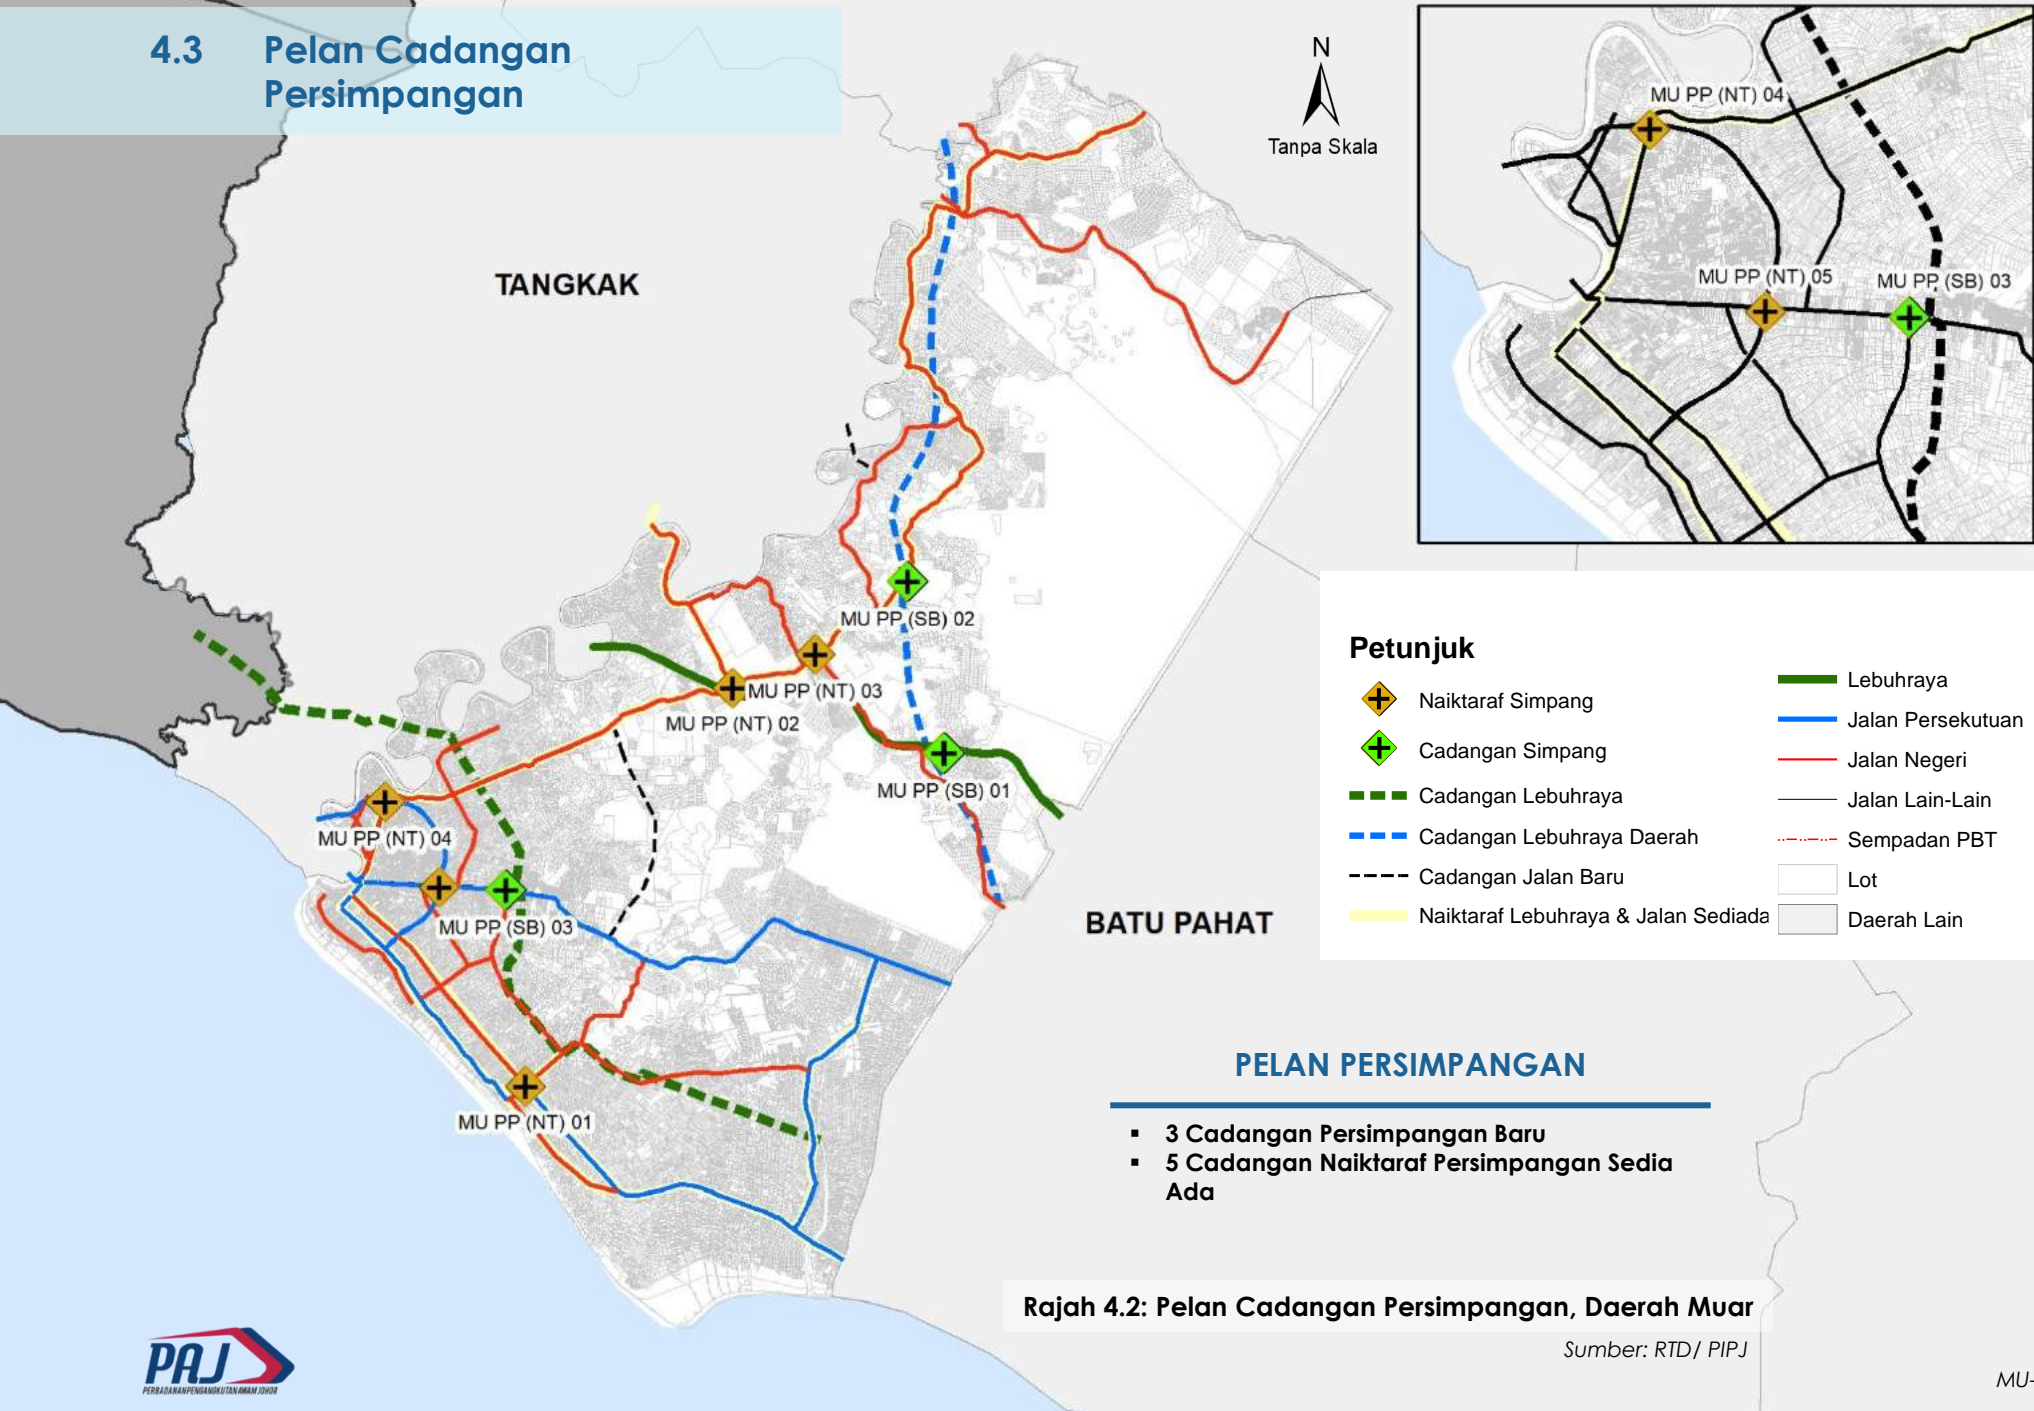 4.3 Pelan Cadangan
Persimpangan
N
Tanpa Skala
TANGKAK
BATU PAHAT
MU PP (NT) 04
MU PP (NT) 05
MU PP (SB) 03
MU PP (SB) 02
MU PP (NT) 03
MU PP (NT) 02
MU PP (SB) 01
MU PP (NT) 04
MU PP (SB) 03
MU PP (NT) 01
Petunjuk
Naiktaraf Simpang
Cadangan Simpang
Cadangan Lebuhraya
Cadangan Lebuhraya Daerah
Cadangan Jalan Baru
Naiktaraf Lebuhraya & Jalan Sediada
Lebuhraya
Jalan Persekutuan
Jalan Negeri
Jalan Lain-Lain
Sempadan PBT
Lot
Daerah Lain
PELAN PERSIMPANGAN
▪ 3 Cadangan Persimpangan Baru
▪ 5 Cadangan Naiktaraf Persimpangan Sedia
Ada
Rajah 4.2: Pelan Cadangan Persimpangan, Daerah Muar
Sumber: RTD/ PIPJ
PAJ
PERBADANAN PENGANGKUTAN AWAM JOHOR
MU-